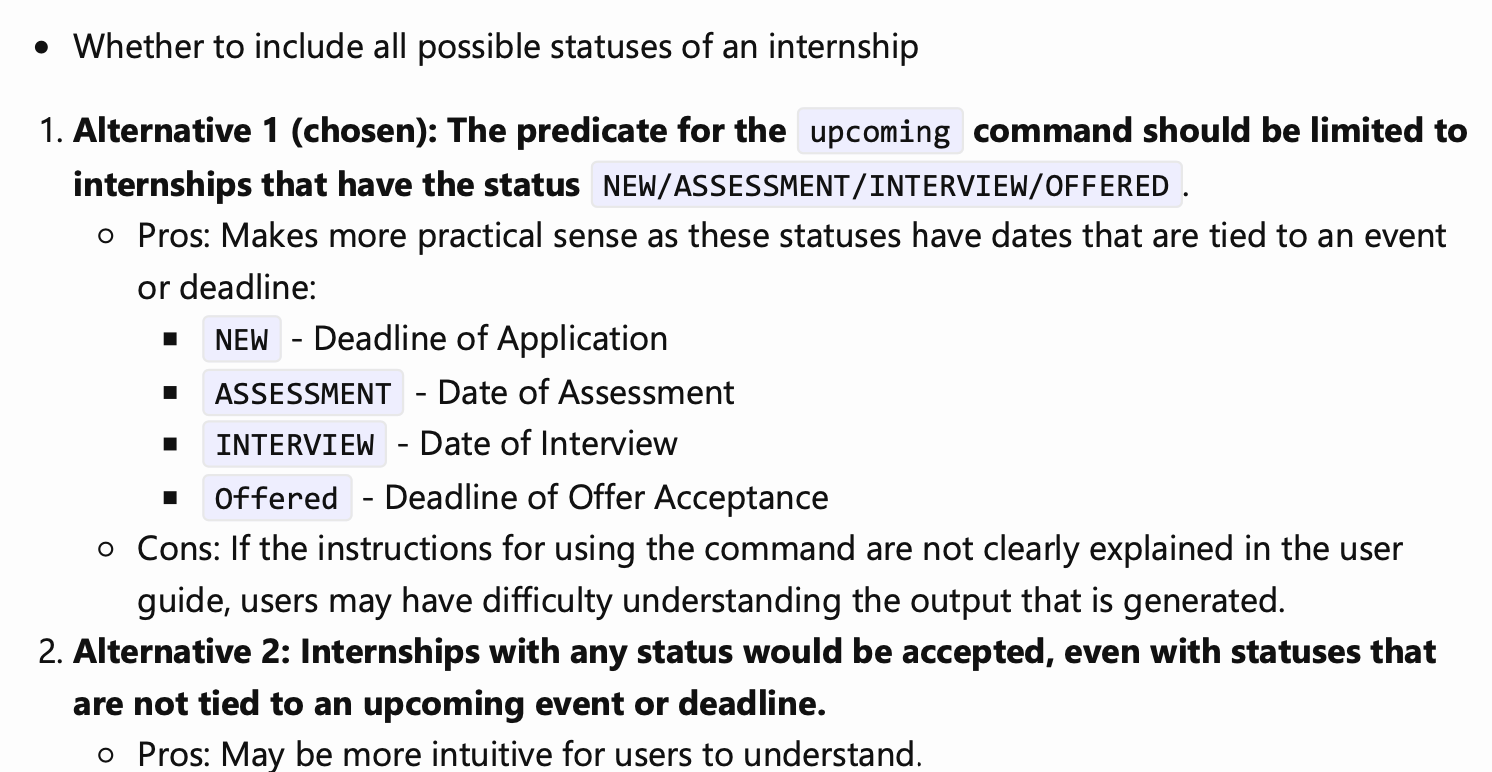 • Whether to include all possible statuses of an internship
1. Alternative 1 (chosen): The predicate for the upcoming command should be limited to
internships that have the status NEW/ASSESSMENT/INTERVIEW/OFFERED.
○ Pros: Makes more practical sense as these statuses have dates that are tied to an event
or deadline:
▪ NEW - Deadline of Application
▪ ASSESSMENT - Date of Assessment
▪ INTERVIEW - Date of Interview
▪ Offered - Deadline of Offer Acceptance
○ Cons: If the instructions for using the command are not clearly explained in the user
guide, users may have difficulty understanding the output that is generated.
2. Alternative 2: Internships with any status would be accepted, even with statuses that
are not tied to an upcoming event or deadline.
○ Pros: May be more intuitive for users to understand.